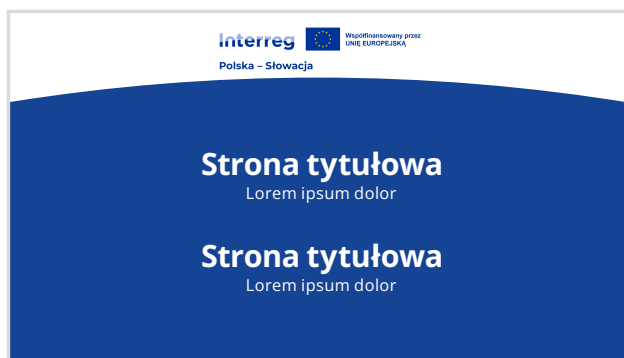 Interreg
Współfinansowany przez
UNIĘ EUROPEJSKĄ
Polska – Słowacja
Strona tytułowa
Lorem ipsum dolor
Strona tytułowa
Lorem ipsum dolor